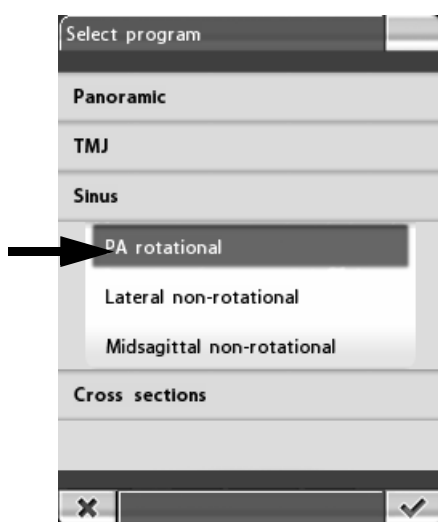 Select program
Panoramic
TMJ
Sinus
PA rotational
Lateral non-rotational
Midsagittal non-rotational
Cross sections